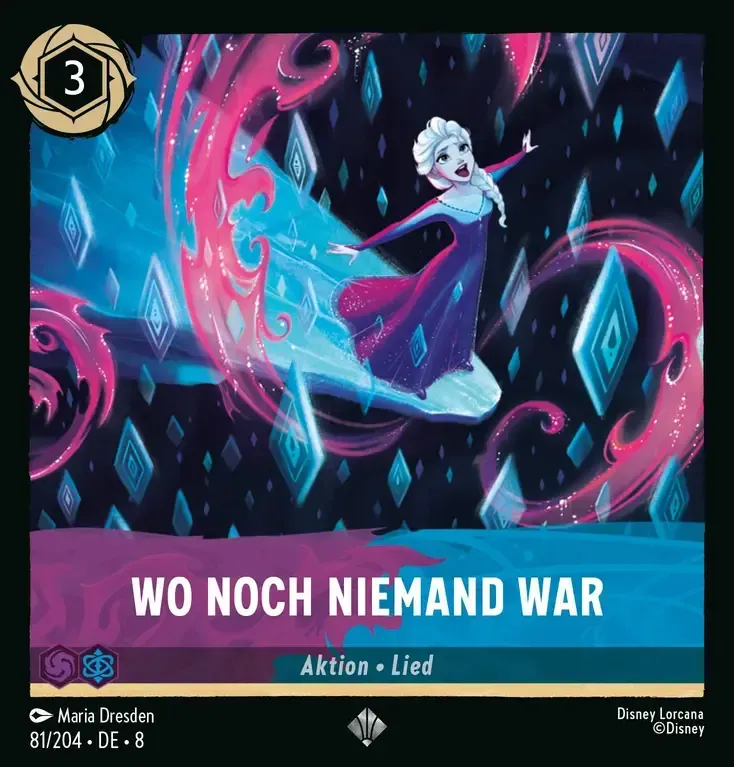 3
WO NOCH NIEMAND WAR
Aktion • Lied
Maria Dresden
81/204 • DE • 8
Disney Lorcana
©Disney